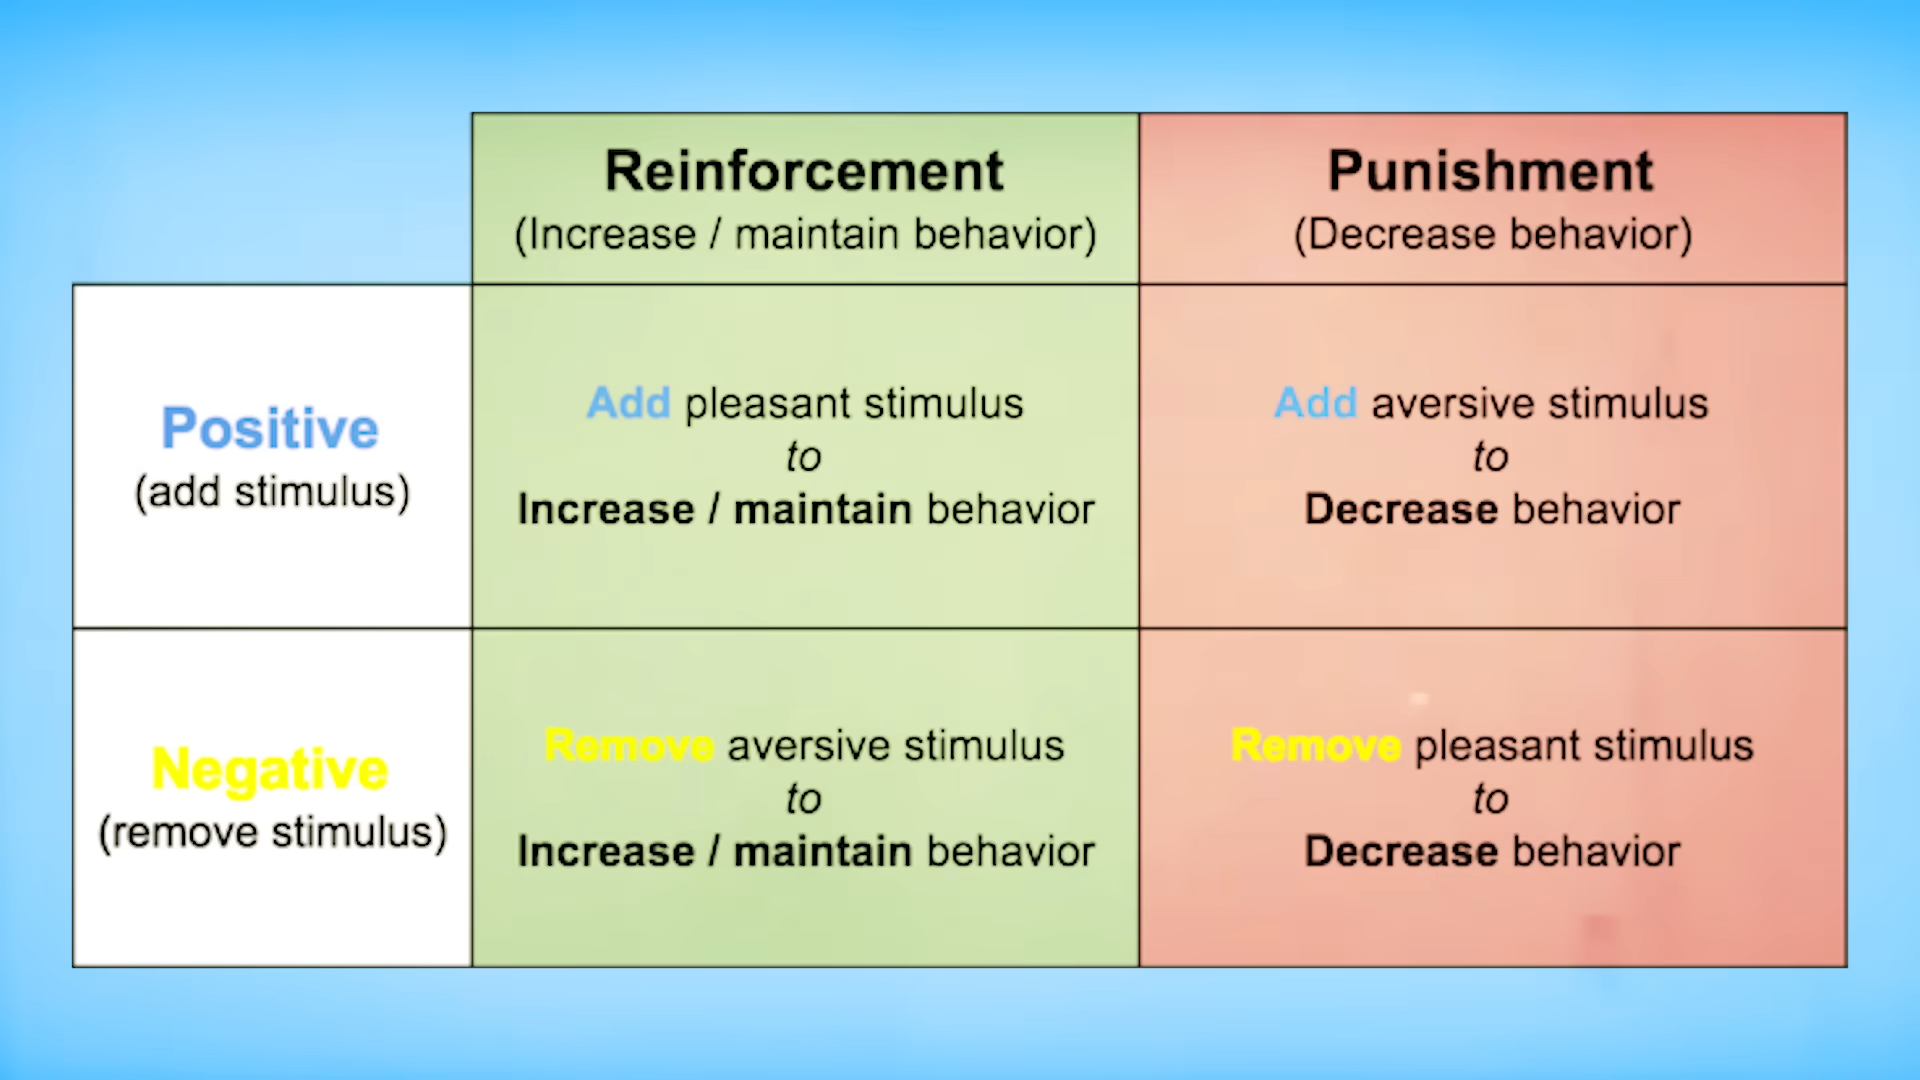 Reinforcement
(Increase / maintain behavior)
Punishment
(Decrease behavior)
Positive
(add stimulus)
Add pleasant stimulus
to
Increase / maintain behavior
Add aversive stimulus
to
Decrease behavior
Negative
(remove stimulus)
Remove aversive stimulus
to
Increase / maintain behavior
Remove pleasant stimulus
to
Decrease behavior